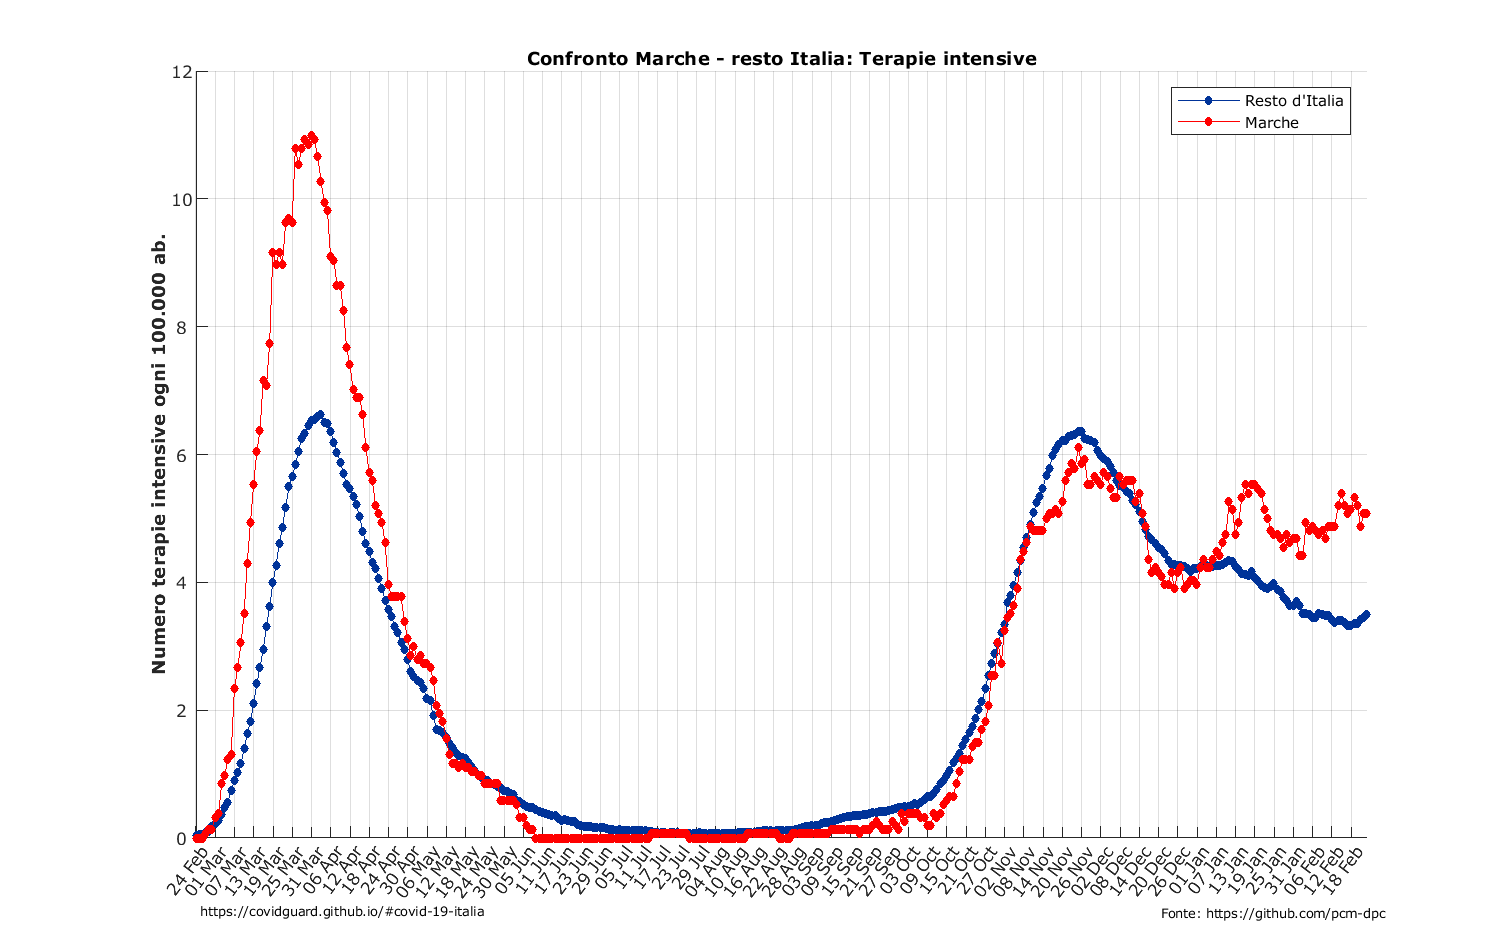 Confronto Marche - resto Italia: Terapie intensive
Resto d'Italia
Marche
Numero terapie intensive ogni 100.000 ab.
12
10
8
6
4
2
0
24 Feb
01 Mar
07 Mar
13 Mar
19 Mar
25 Mar
31 Mar
06 Apr
12 Apr
18 Apr
24 Apr
30 Apr
06 May
12 May
18 May
24 May
30 May
05 Jun
11 Jun
17 Jun
23 Jun
29 Jun
05 Jul
11 Jul
17 Jul
23 Jul
29 Jul
04 Aug
10 Aug
16 Aug
22 Aug
28 Aug
03 Sep
09 Sep
15 Sep
21 Sep
27 Sep
03 Oct
09 Oct
15 Oct
21 Oct
27 Oct
02 Nov
08 Nov
14 Nov
20 Nov
26 Nov
02 Dec
08 Dec
14 Dec
20 Dec
26 Dec
01 Jan
07 Jan
13 Jan
19 Jan
25 Jan
31 Jan
06 Feb
12 Feb
18 Feb
https://covidguard.github.io/#covid-19-italia
Fonte: https://github.com/pcm-dpc